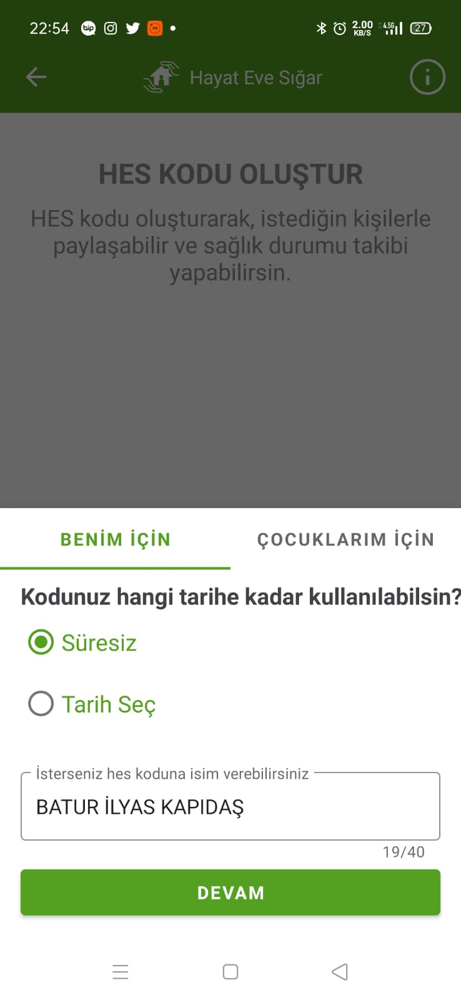 22:54 bip 2.00 KB/S 4.5G 27
Hayat Eve Sığar
HES KODU OLUŞTUR
HES kodu oluşturarak, istediğin kişilerle
paylaşabilir ve sağlık durumu takibi
yapabilirsin.
BENİM İÇİN ÇOCUKLARIM İÇİN
Kodunuz hangi tarihe kadar kullanılabilsin?
Süresiz
Tarih Seç
İsterseniz hes koduna isim verebilirsiniz
BATUR İLYAS KAPIDAŞ
19/40
DEVAM